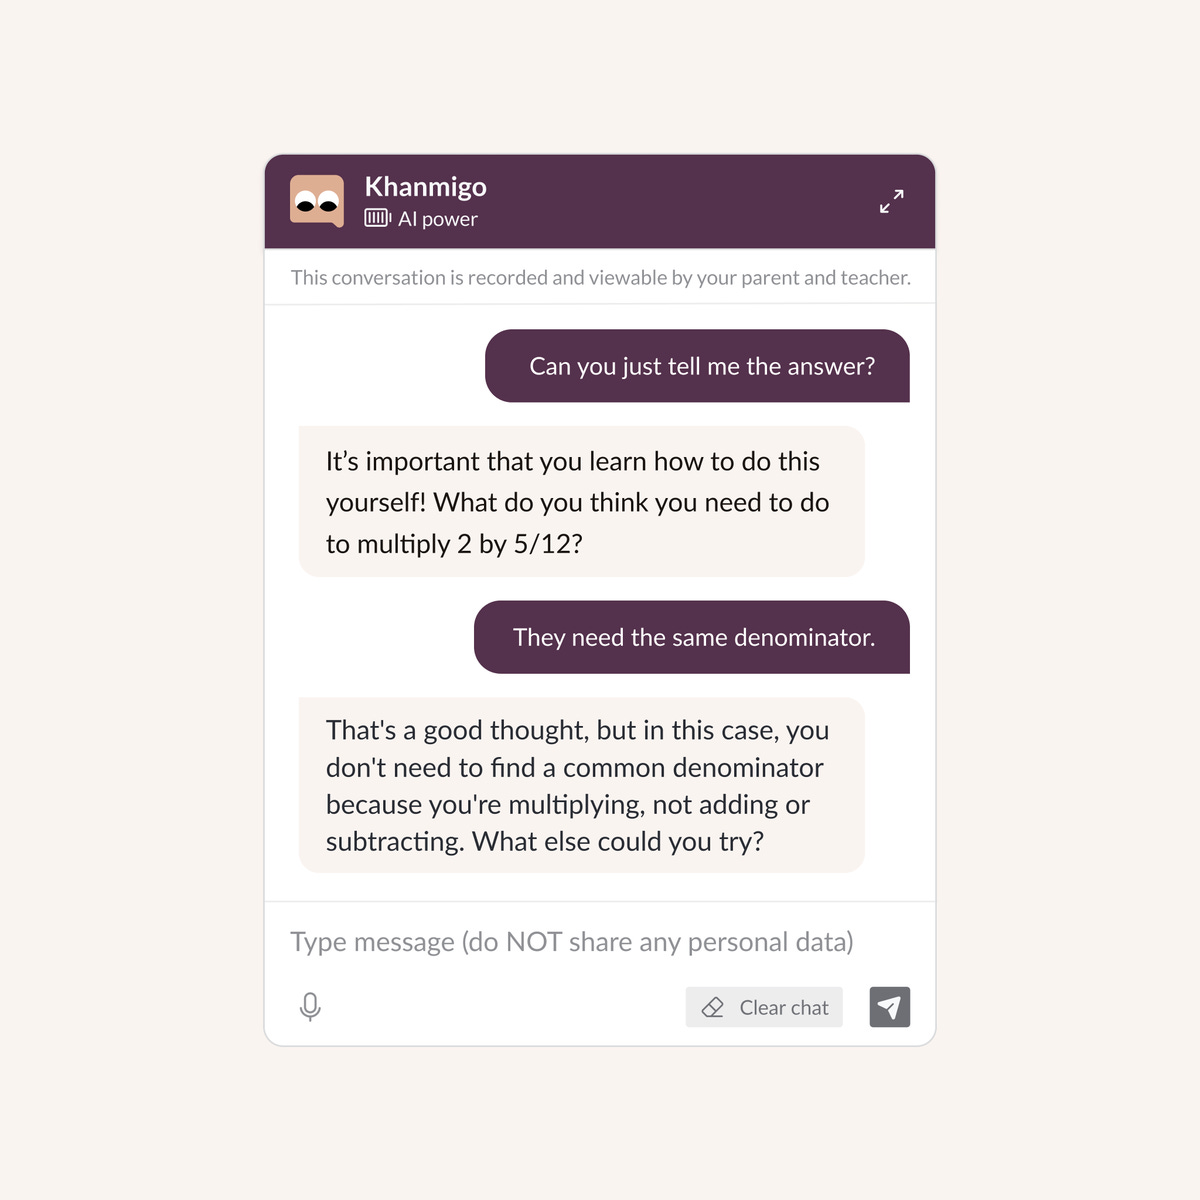 Khanmigo
AI power
This conversation is recorded and viewable by your parent and teacher.
Can you just tell me the answer?
It’s important that you learn how to do this
yourself! What do you think you need to do
to multiply 2 by 5/12?
They need the same denominator.
That's a good thought, but in this case, you
don't need to find a common denominator
because you're multiplying, not adding or
subtracting. What else could you try?
Type message (do NOT share any personal data)
Clear chat